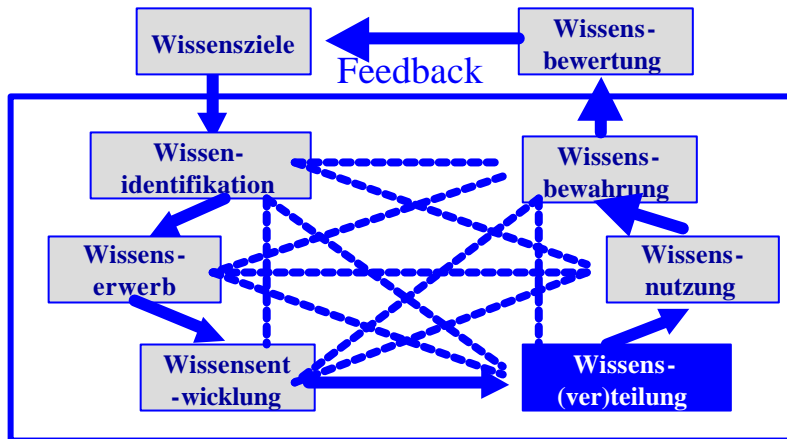 Wissensziele
Wissens-
bewertung
Feedback
Wissen-
identifikation
Wissens-
bewahrung
Wissens-
erwerb
Wissens-
nutzung
Wissensent
-wicklung
Wissens-
(ver)teilung